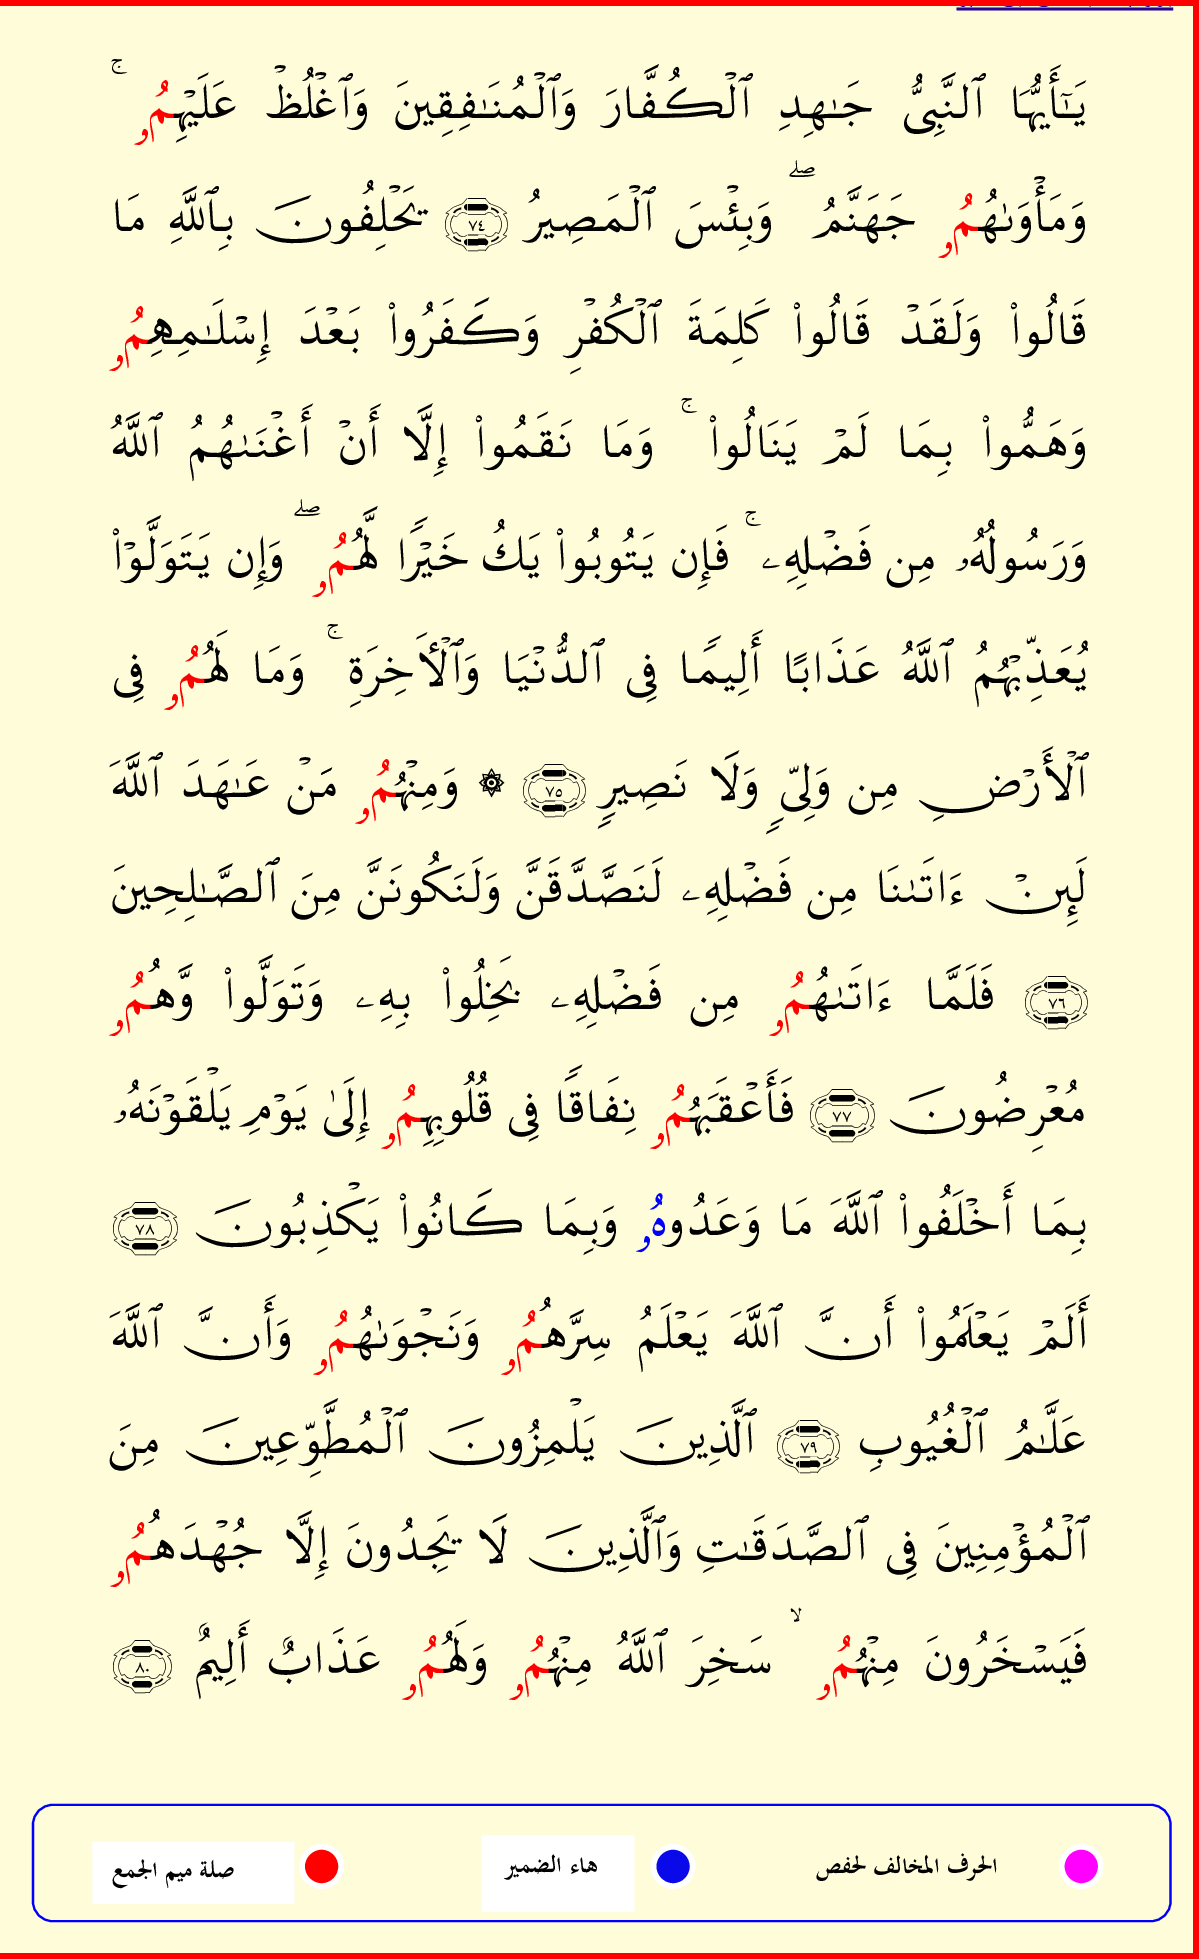 يَـٰٓأَيُّهَا ٱلنَّبِىُّ جَـٰهِدِ ٱلْكُفَّارَ وَٱلْمُنَـٰفِقِينَ وَٱغْلُظْ عَلَيْهِمُۥ ۚ
وَمَأْوَىٰهُمُۥ جَهَنَّمُ ۖ وَبِئْسَ ٱلْمَصِيرُ ٧٤ يَحْلِفُونَ بِٱللَّهِ مَا
قَالُوا۟ وَلَقَدْ قَالُوا۟ كَلِمَةَ ٱلْكُفْرِ وَكَفَرُوا۟ بَعْدَ إِسْلَـٰمِهِمُۥ
وَهَمُّوا۟ بِمَا لَمْ يَنَالُوا۟ ۚ وَمَا نَقَمُوا۟ إِلَّا أَنْ أَغْنَىٰهُمُ ٱللَّهُ
وَرَسُولُهُۥ مِن فَضْلِهِۦ ۚ فَإِن يَتُوبُوا۟ يَكُ خَيْرًا لَّهُمُۥ ۖ وَإِن يَتَوَلَّوْا۟
يُعَذِّبْهُمُ ٱللَّهُ عَذَابًا أَلِيمًا فِى ٱلدُّنْيَا وَٱلْأَخِرَةِ ۚ وَمَا لَهُمُۥ فِى
ٱلْأَرْضِ مِن وَلِىٍّ وَلَا نَصِيرٍ ٧٥ ۞ وَمِنْهُمُۥ مَنْ عَـٰهَدَ ٱللَّهَ
لَئِنْ ءَاتَىٰنَا مِن فَضْلِهِۦ لَنَصَّدَّقَنَّ وَلَنَكُونَنَّ مِنَ ٱلصَّـٰلِحِينَ
٧٦ فَلَمَّا ءَاتَىٰهُمُۥ مِن فَضْلِهِۦ بَخِلُوا۟ بِهِۦ وَتَوَلَّوا۟ وَّهُمُۥ
مُعْرِضُونَ ٧٧ فَأَعْقَبَهُمُۥ نِفَاقًا فِى قُلُوبِهِمُۥ إِلَىٰ يَوْمِ يَلْقَوْنَهُۥ
بِمَا أَخْلَفُوا۟ ٱللَّهَ مَا وَعَدُوهُۥ وَبِمَا كَانُوا۟ يَكْذِبُونَ ٧٨
أَلَمْ يَعْلَمُوا۟ أَنَّ ٱللَّهَ يَعْلَمُ سِرَّهُمُۥ وَنَجْوَىٰهُمُۥ وَأَنَّ ٱللَّهَ
عَلَّـٰمُ ٱلْغُيُوبِ ٧٩ ٱلَّذِينَ يَلْمِزُونَ ٱلْمُطَّوِّعِينَ مِنَ
ٱلْمُؤْمِنِينَ فِى ٱلصَّدَقَـٰتِ وَٱلَّذِينَ لَا يَجِدُونَ إِلَّا جُهْدَهُمُۥ
فَيَسْخَرُونَ مِنْهُمُۥ ۙ سَخِرَ ٱللَّهُ مِنْهُمُۥ وَلَهُمُۥ عَذَابٌ أَلِيمٌ ٨٠
الحرف المخالف لحفص هاء الضمير صلة ميم الجمع